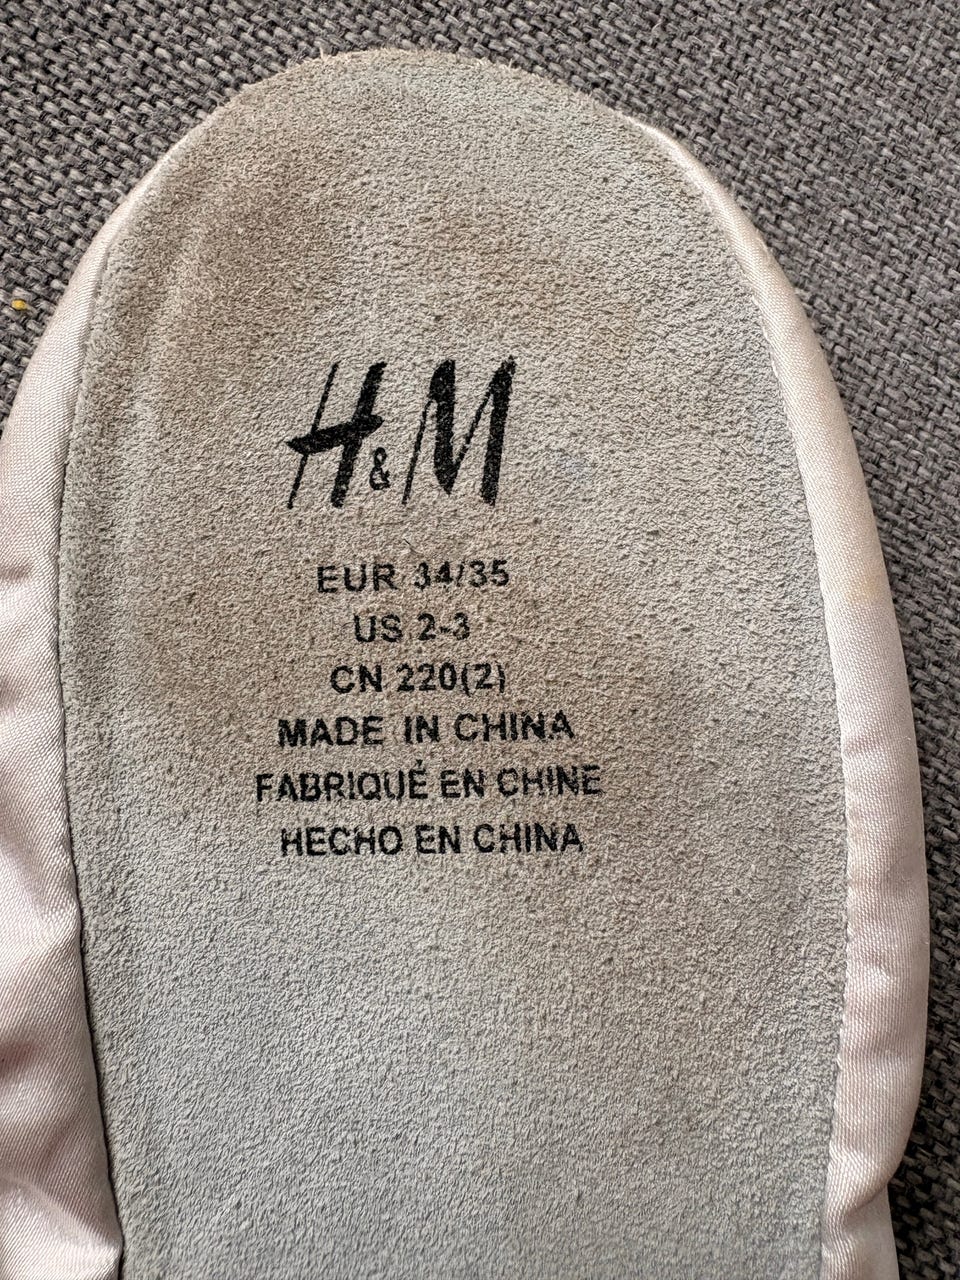 H&M
EUR 34/35
US 2-3
CN 220(2)
MADE IN CHINA
FABRIQUÉ EN CHINE
HECHO EN CHINA